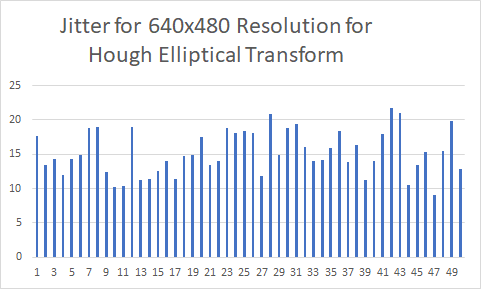 Jitter for 640x480 Resolution for
Hough Elliptical Transform
25
20
15
10
5
0
1 3 5 7 9 11 13 15 17 19 21 23 25 27 29 31 33 35 37 39 41 43 45 47 49